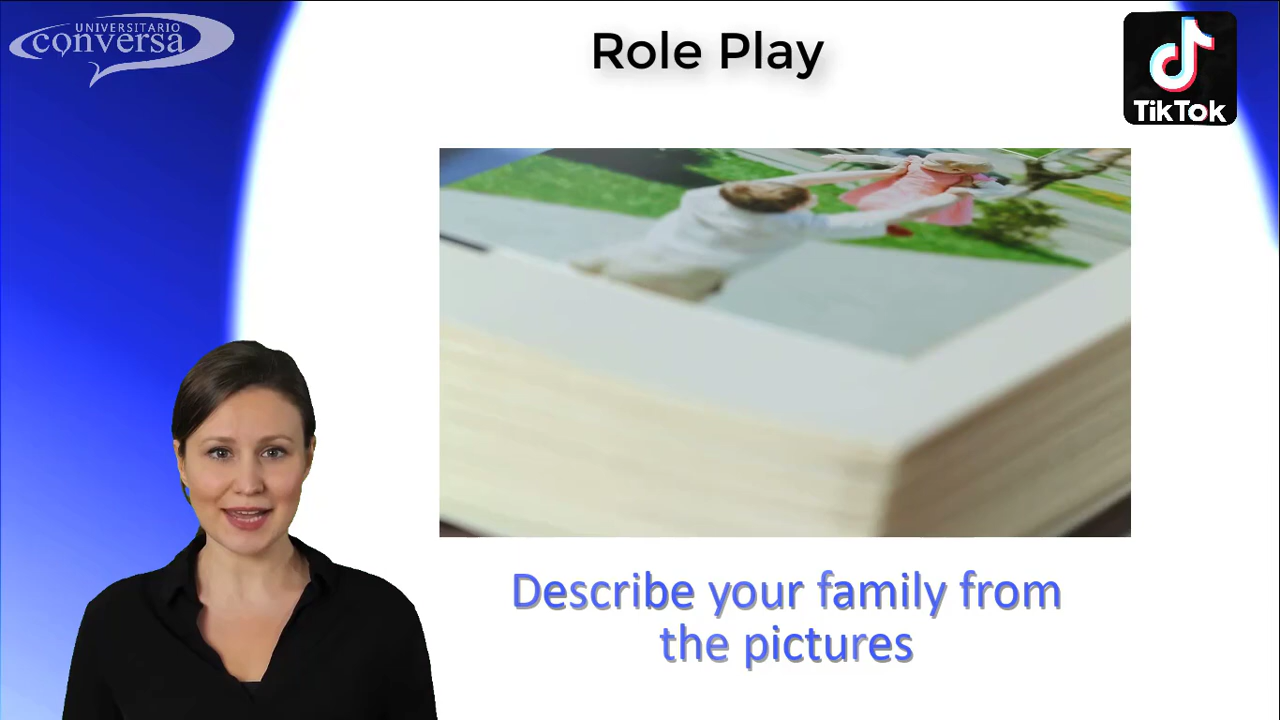 UNIVERSITARIO
conversa
Role Play
TikTok
Describe your family from
the pictures